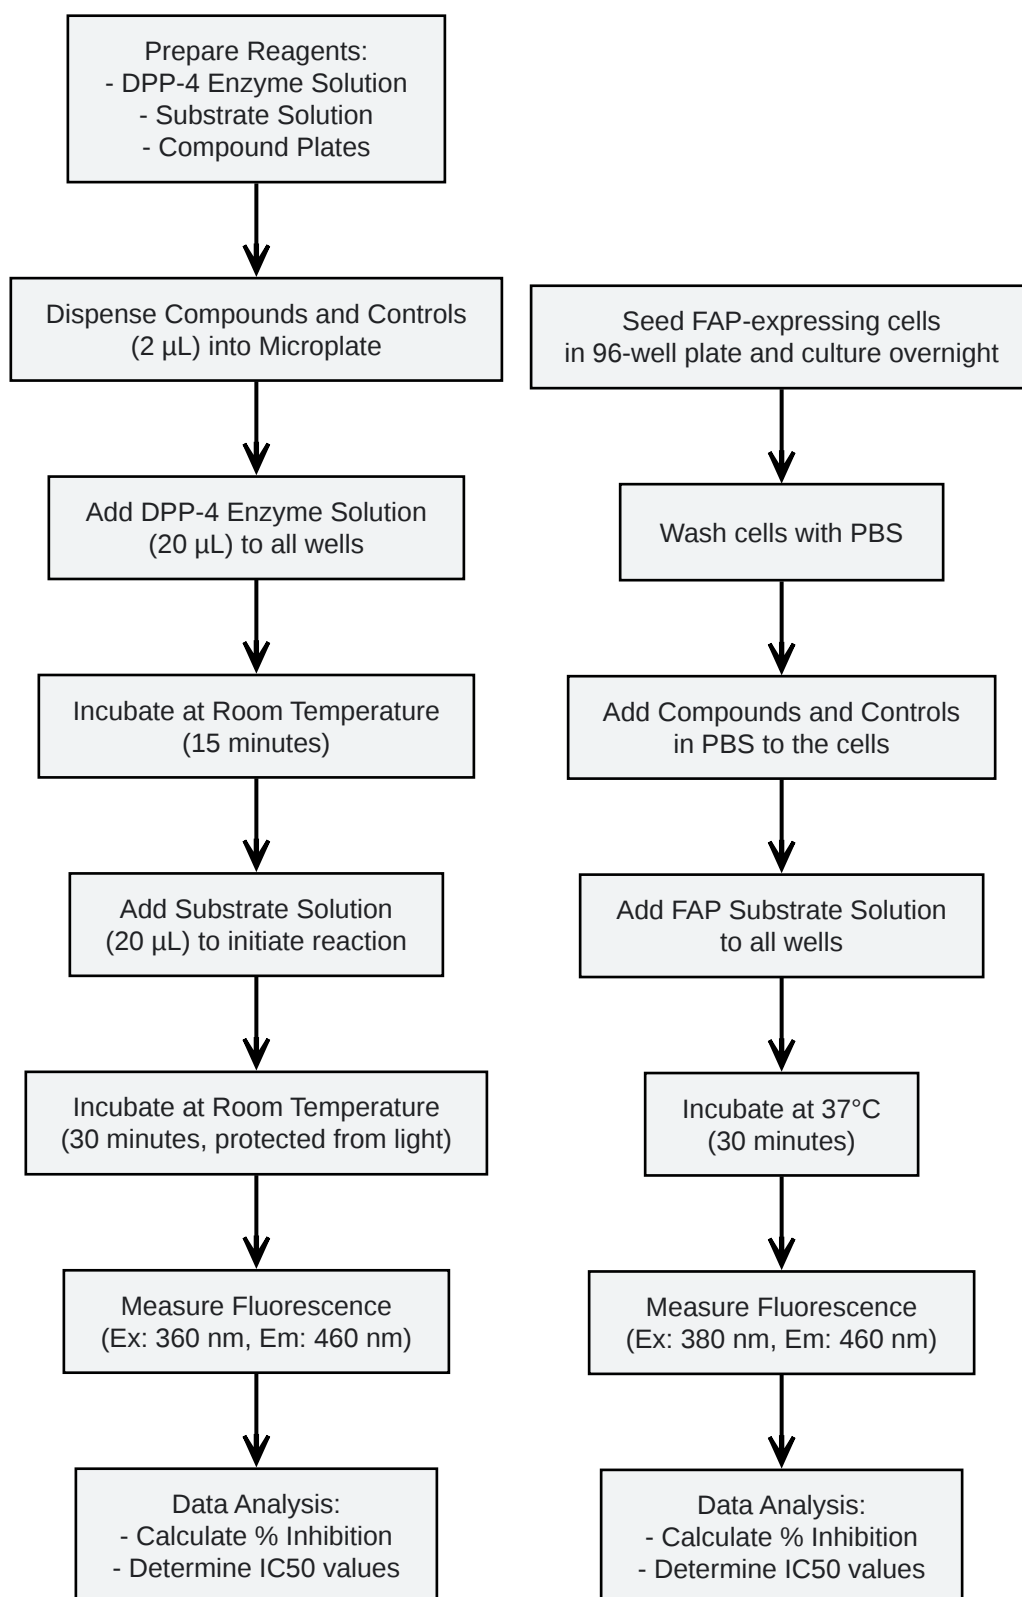 Prepare Reagents:
- DPP-4 Enzyme Solution
- Substrate Solution
- Compound Plates
Dispense Compounds and Controls
(2 µL) into Microplate
Add DPP-4 Enzyme Solution
(20 µL) to all wells
Incubate at Room Temperature
(15 minutes)
Add Substrate Solution
(20 µL) to initiate reaction
Incubate at Room Temperature
(30 minutes, protected from light)
Measure Fluorescence
(Ex: 360 nm, Em: 460 nm)
Data Analysis:
- Calculate % Inhibition
- Determine IC50 values
Seed FAP-expressing cells
in 96-well plate and culture overnight
Wash cells with PBS
Add Compounds and Controls
in PBS to the cells
Add FAP Substrate Solution
to all wells
Incubate at 37°C
(30 minutes)
Measure Fluorescence
(Ex: 380 nm, Em: 460 nm)
Data Analysis:
- Calculate % Inhibition
- Determine IC50 values